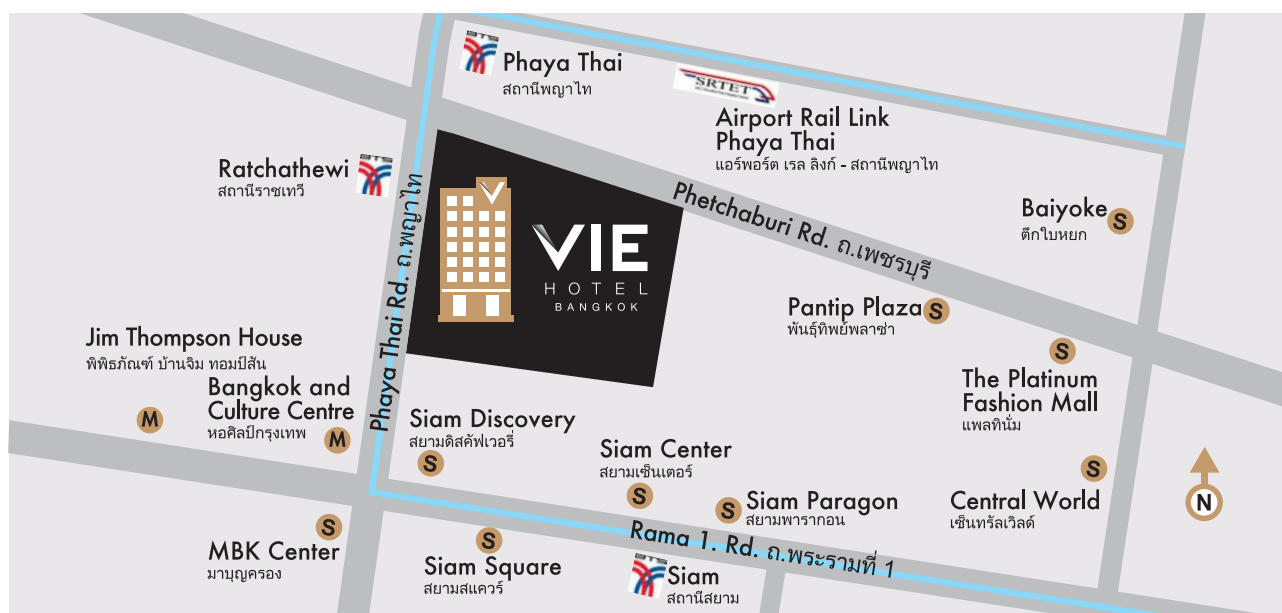 BTS
Phaya Thai
สถานีพญาไท
SRTET
Airport Rail Link
Phaya Thai
แอร์พอร์ต เรล ลิงก์ - สถานีพญาไท
BTS
Ratchathewi
สถานีราชเทวี
Phaya Thai Rd. ถ.พญาไท
VIE
HOTEL
BANGKOK
Phetchaburi Rd. ถ.เพชรบุรี
Baiyoke
S
ตึกใบหยก
Pantip Plaza
S
พันธุ์ทิพย์พลาซ่า
Jim Thompson House
พิพิธภัณฑ์ บ้านจิม ทอมป์สัน
M
Bangkok and
Culture Centre
หอศิลป์กรุงเทพ
M
S
The Platinum
Fashion Mall
แพลทินั่ม
Siam Discovery
สยามดิสคัฟเวอรี่
S
Siam Center
สยามเซ็นเตอร์
S
S
Siam Paragon
สยามพารากอน
S
Central World
เซ็นทรัลเวิลด์
N
S
MBK Center
มาบุญครอง
S
Siam Square
สยามสแควร์
Rama 1. Rd. ถ.พระรามที่ 1
BTS
Siam
สถานีสยาม